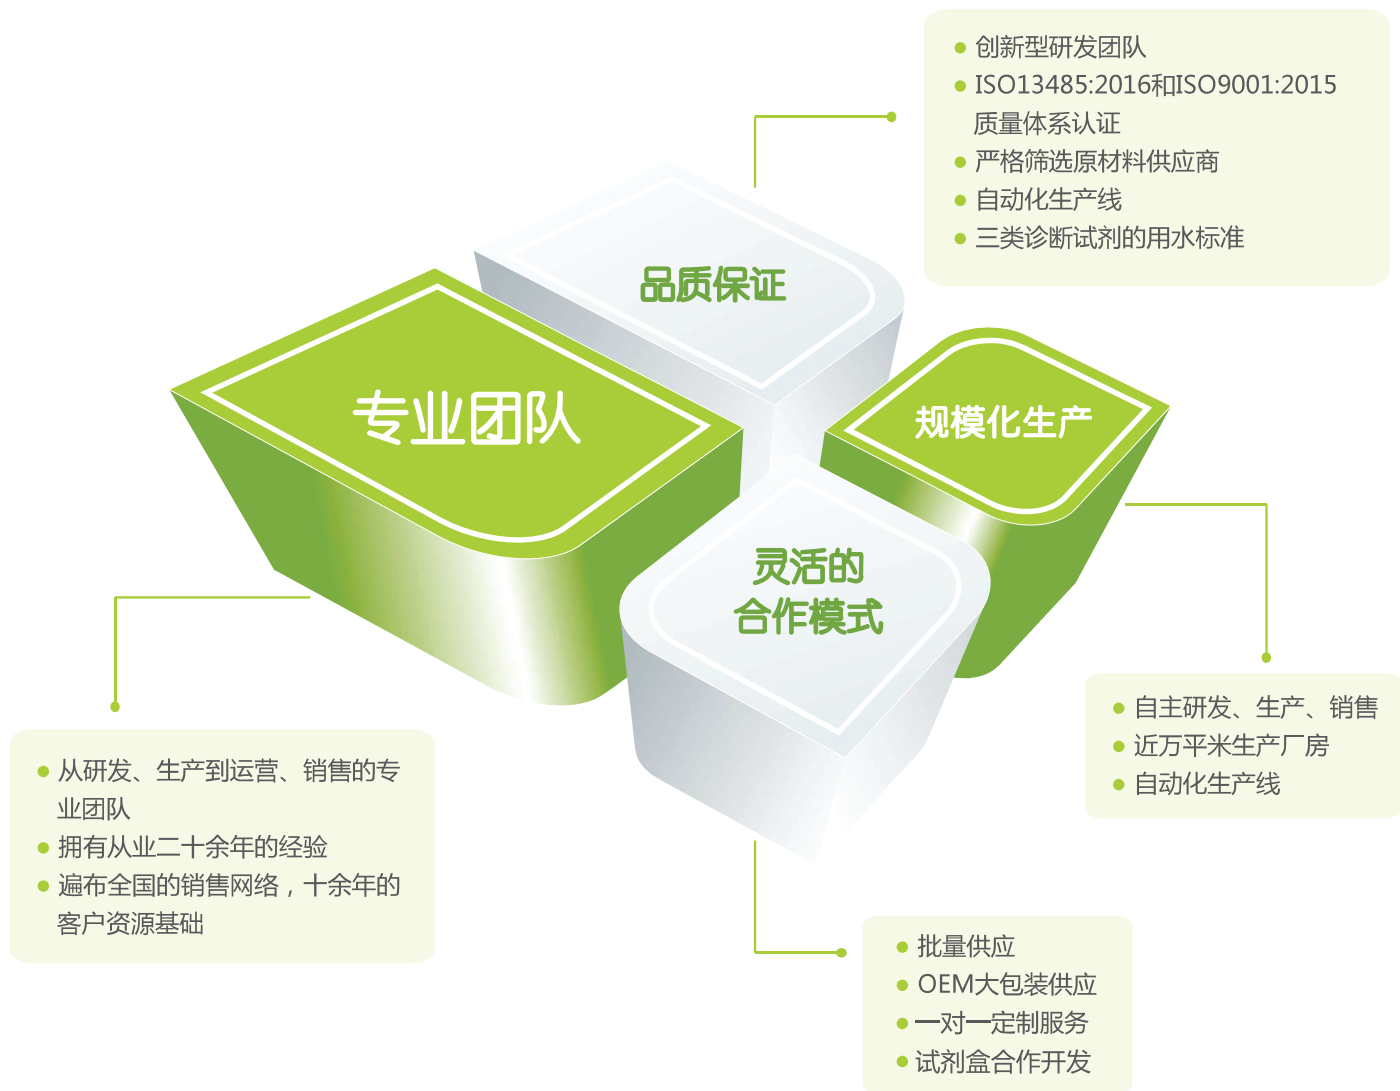 创新型研发团队
ISO13485:2016和ISO9001:2015
质量体系认证
严格筛选原材料供应商
自动化生产线
三类诊断试剂的用水标准
品质保证
专业团队
规模化生产
灵活的
合作模式
自主研发、生产、销售
近万平米生产厂房
自动化生产线
从研发、生产到运营、销售的专
业团队
拥有从业二十余年的经验
遍布全国的销售网络，十余年的
客户资源基础
批量供应
OEM大包装供应
一对一定制服务
试剂盒合作开发